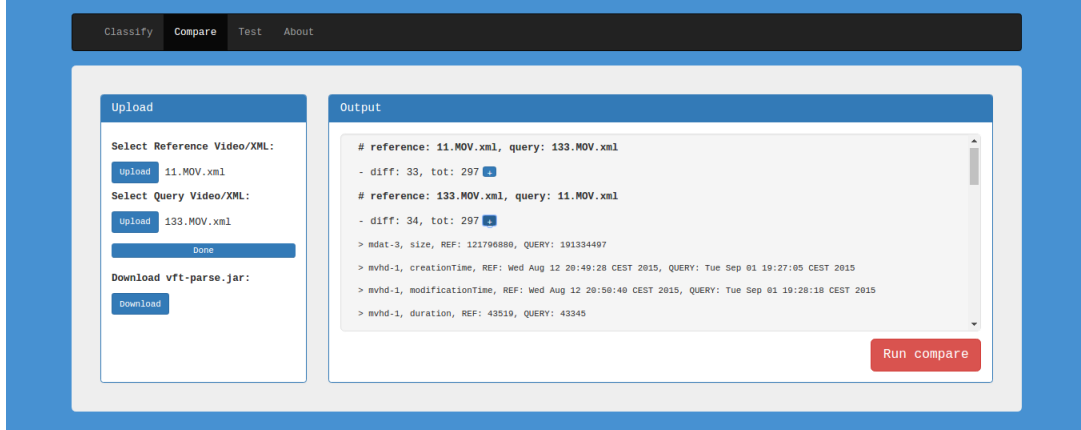 Classify Compare Test About
Upload
Select Reference Video/XML:
Upload 11.MOV.xml
Select Query Video/XML:
Upload 133.MOV.xml
Done
Download vft-parse.jar:
Download
Output
# reference: 11.MOV.xml, query: 133.MOV.xml
- diff: 33, tot: 297 +
# reference: 133.MOV.xml, query: 11.MOV.xml
- diff: 34, tot: 297 +
> mdat-3, size, REF: 121796880, QUERY: 191334497
> mvhd-1, creationTime, REF: Wed Aug 12 20:49:28 CEST 2015, QUERY: Tue Sep 01 19:27:05 CEST 2015
> mvhd-1, modificationTime, REF: Wed Aug 12 20:50:40 CEST 2015, QUERY: Tue Sep 01 19:28:18 CEST 2015
> mvhd-1, duration, REF: 43519, QUERY: 43345
Run compare